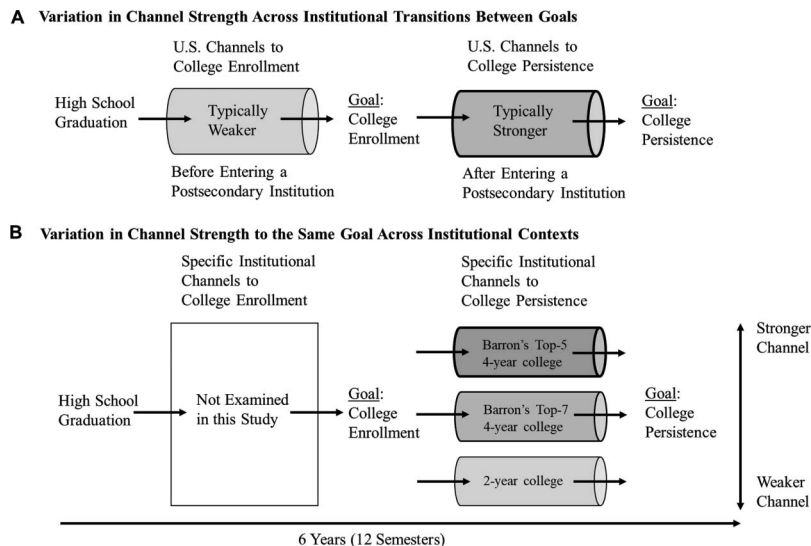 A Variation in Channel Strength Across Institutional Transitions Between Goals
U.S. Channels to
College Enrollment
U.S. Channels to
College Persistence
High School
Graduation
Typically
Weaker
Goal:
College
Enrollment
Typically
Stronger
Goal:
College
Persistence
Before Entering a
Postsecondary Institution
After Entering a
Postsecondary Institution
B Variation in Channel Strength to the Same Goal Across Institutional Contexts
Specific Institutional
Channels to
College Enrollment
Specific Institutional
Channels to
College Persistence
High School
Graduation
Not Examined
in this Study
Goal:
College
Enrollment
Barron's Top-5
4-year college
Barron's Top-7
4-year college
2-year college
Goal:
College
Persistence
Stronger
Channel
Weaker
Channel
6 Years (12 Semesters)